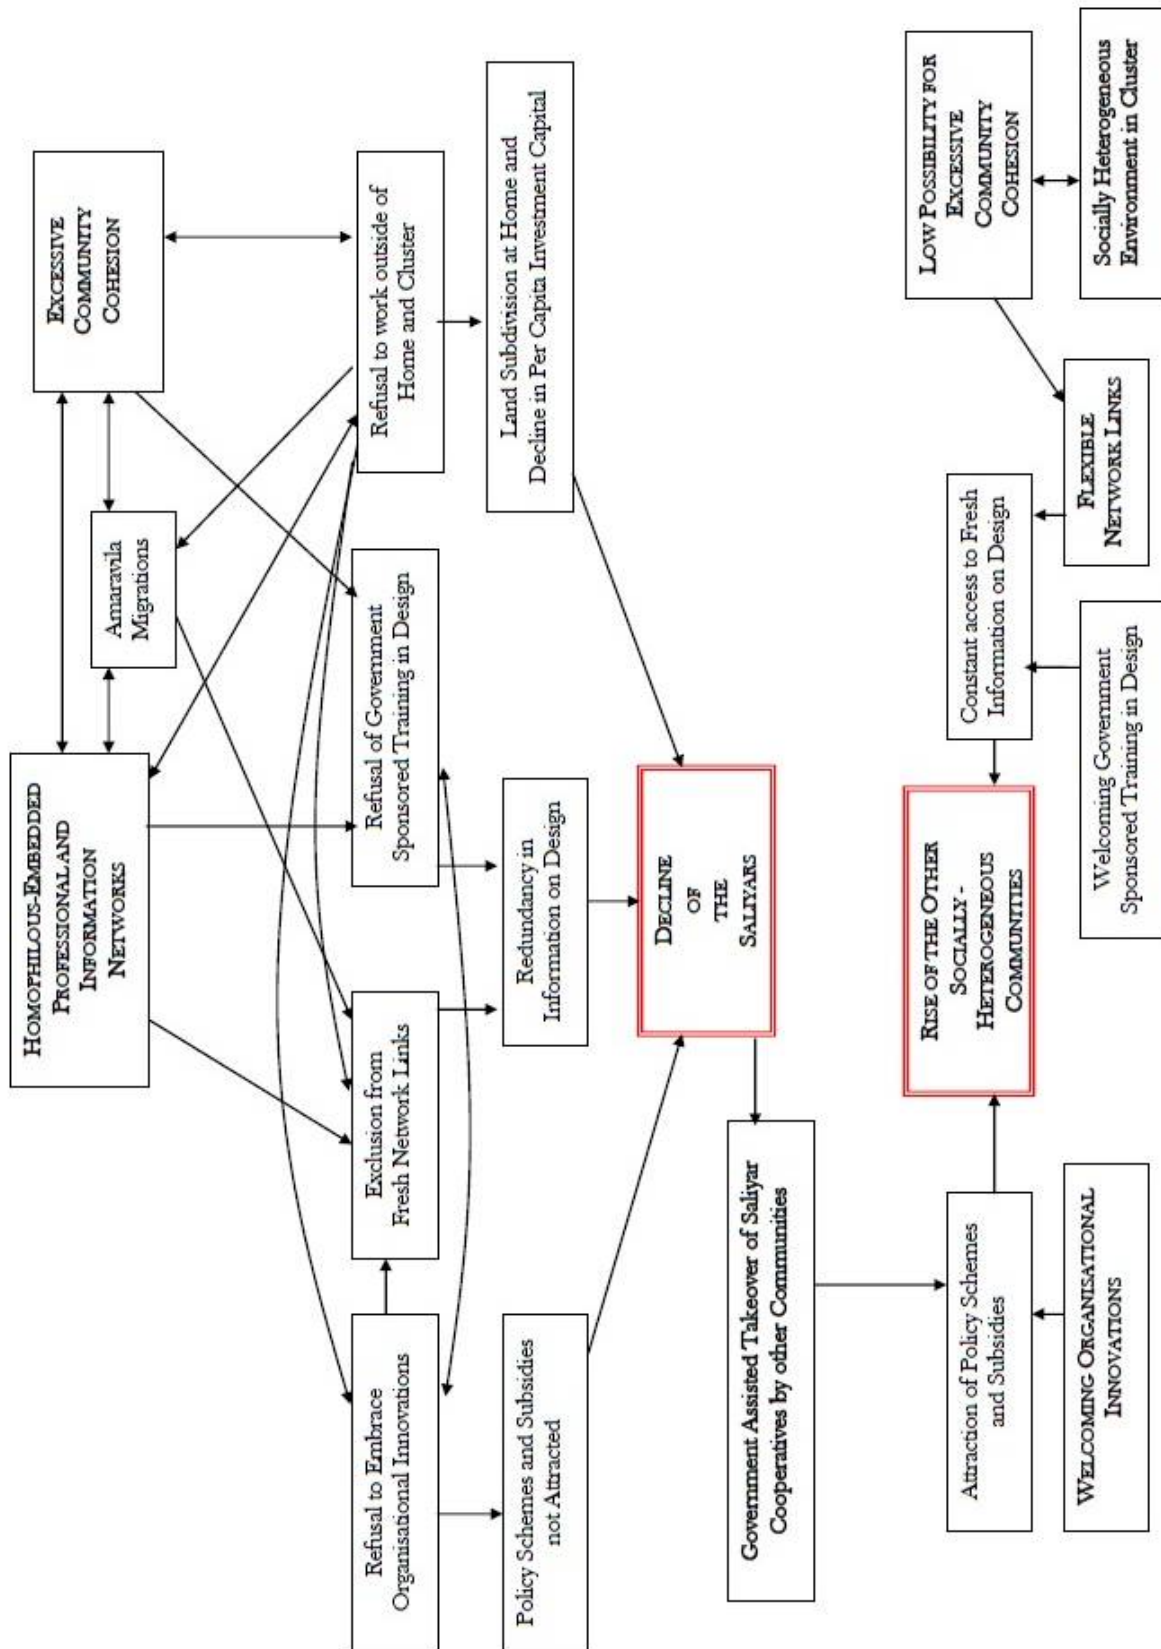 HOMOPHILOUS-EMBEDDED
PROFESSIONAL AND
INFORMATION
NETWORKS
Amaravila
Migrations
EXCESSIVE
COMMUNITY
COHESION
Refusal to Embrace
Organisational Innovations
Exclusion from
Fresh Network Links
Refusal of Government
Sponsored Training in Design
Refusal to work outside of
Home and Cluster
Policy Schemes and Subsidies
not Attracted
Redundancy in
Information on Design
Land Subdivision at Home and
Decline in Per Capita Investment Capital
DECLINE
OF
THE
SALIYARS
Government Assisted Takeover of Saliyar
Cooperatives by other Communities
Attraction of Policy Schemes
and Subsidies
RISE OF THE OTHER
SOCIALLY -
HETEROGENEOUS
COMMUNITIES
Constant access to Fresh
Information on Design
LOW POSSIBILITY FOR
EXCESSIVE
COMMUNITY
COHESION
WELCOMING ORGANISATIONAL
INNOVATIONS
Welcoming Government
Sponsored Training in Design
FLEXIBLE
NETWORK LINKS
Socially Heterogeneous
Environment in Cluster